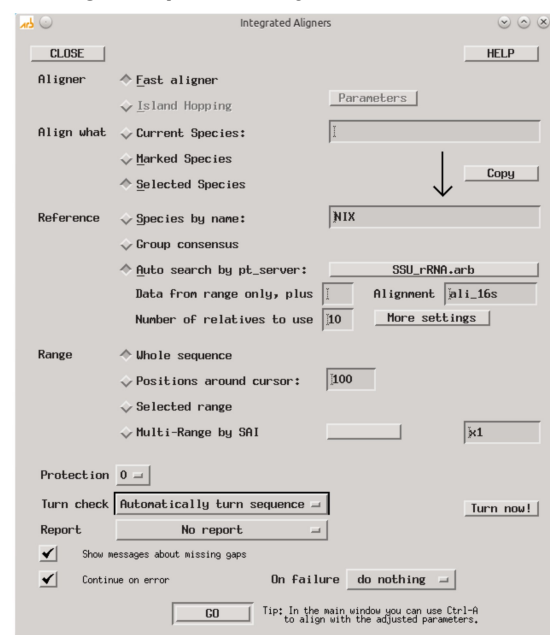 arb
Integrated Aligners
CLOSE HELP
Aligner Fast aligner
Island Hopping Parameters
Align what Current Species:
Marked Species
Selected Species Copy
Reference Species by name: NIX
Group consensus
Auto search by pt_server: SSU_rRNA.arb
Data from range only, plus Alignment ali_16s
Number of relatives to use 10 More settings
Range Whole sequence
Positions around cursor: 100
Selected range
Multi-Range by SAI x1
Protection 0
Turn check Automatically turn sequence Turn now!
Report No report
Show messages about missing gaps
Continue on error On failure do nothing
GO Tip: In the main window you can use Ctrl-A
to align with the adjusted parameters.